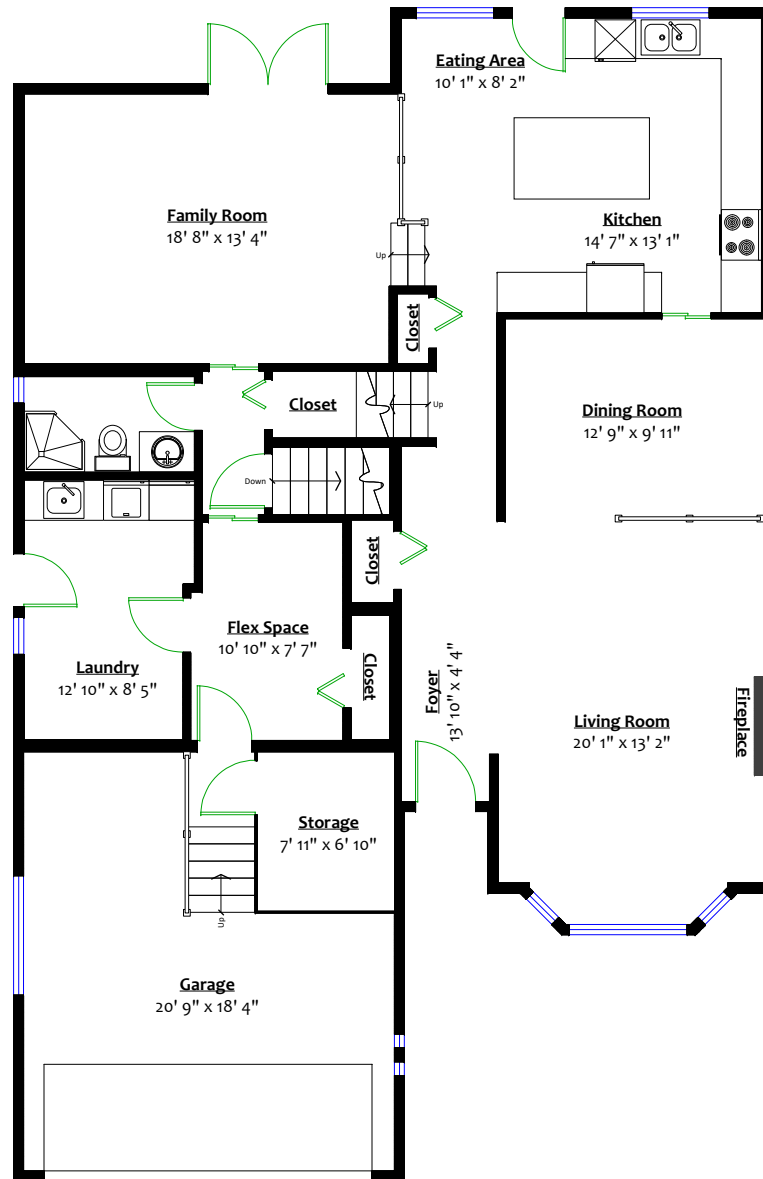 Eating Area
10' 1" x 8' 2"
Family Room
18' 8" x 13' 4"
Kitchen
14' 7" x 13' 1"
Up
Closet
Closet
Up
Dining Room
12' 9" x 9' 11"
Down
Closet
Flex Space
10' 10" x 7' 7"
Laundry
12' 10" x 8' 5"
Closet
Foyer
13' 10" x 4' 4"
Living Room
20' 1" x 13' 2"
Fireplace
Storage
7' 11" x 6' 10"
Up
Garage
20' 9" x 18' 4"